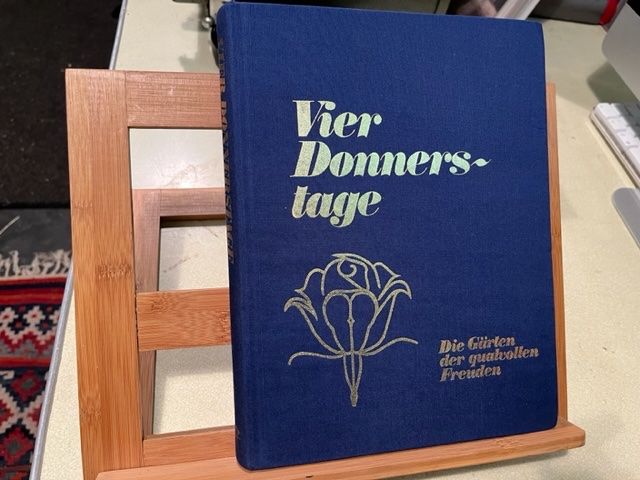 Vier
Donners~
tage
Die Gärten
der qualvollen
Freuden